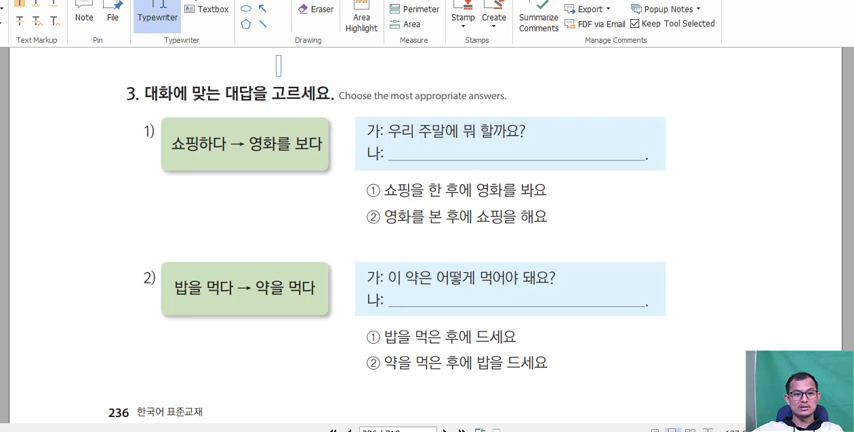 Note
File
Typewriter
Textbox
Eraser
Area
Highlight
Perimeter
Area
Stamp
Create
Summarize
Comments
Export
FDF via Email
Popup Notes
Keep Tool Selected
Text Markup
Pin
Typewriter
Drawing
Measure
Stamps
Manage Comments
3. 대화에 맞는 대답을 고르세요. Choose the most appropriate answers.
1) 쇼핑하다 → 영화를 보다
가: 우리 주말에 뭐 할까요?
나: ______________________________.
① 쇼핑을 한 후에 영화를 봐요
② 영화를 본 후에 쇼핑을 해요
2) 밥을 먹다 → 약을 먹다
가: 이 약은 어떻게 먹어야 돼요?
나: ______________________________.
① 밥을 먹은 후에 드세요
② 약을 먹은 후에 밥을 드세요
236 한국어 표준교재